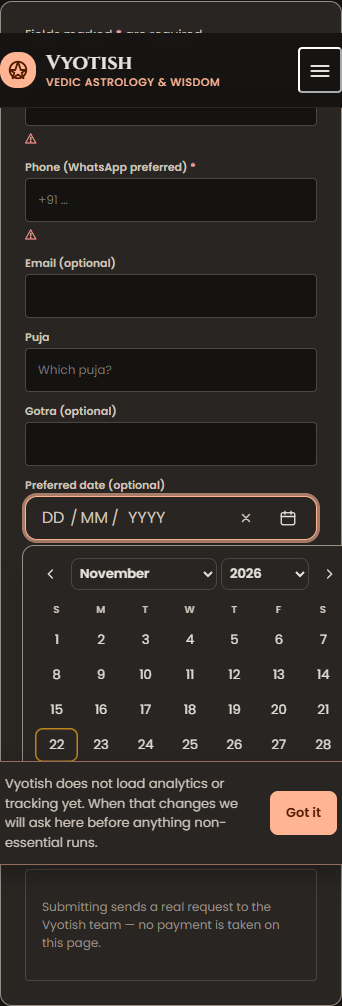 Fields marked * are required
Vyotish
VEDIC ASTROLOGY & WISDOM
Phone (WhatsApp preferred) *
+91 …
Email (optional)
Puja
Which puja?
Gotra (optional)
Preferred date (optional)
DD / MM / YYYY
November 2026
S M T W T F S
1 2 3 4 5 6 7
8 9 10 11 12 13 14
15 16 17 18 19 20 21
22 23 24 25 26 27 28
Vyotish does not load analytics or
tracking yet. When that changes we
will ask here before anything non-
essential runs.
Got it
Submitting sends a real request to the
Vyotish team — no payment is taken on
this page.